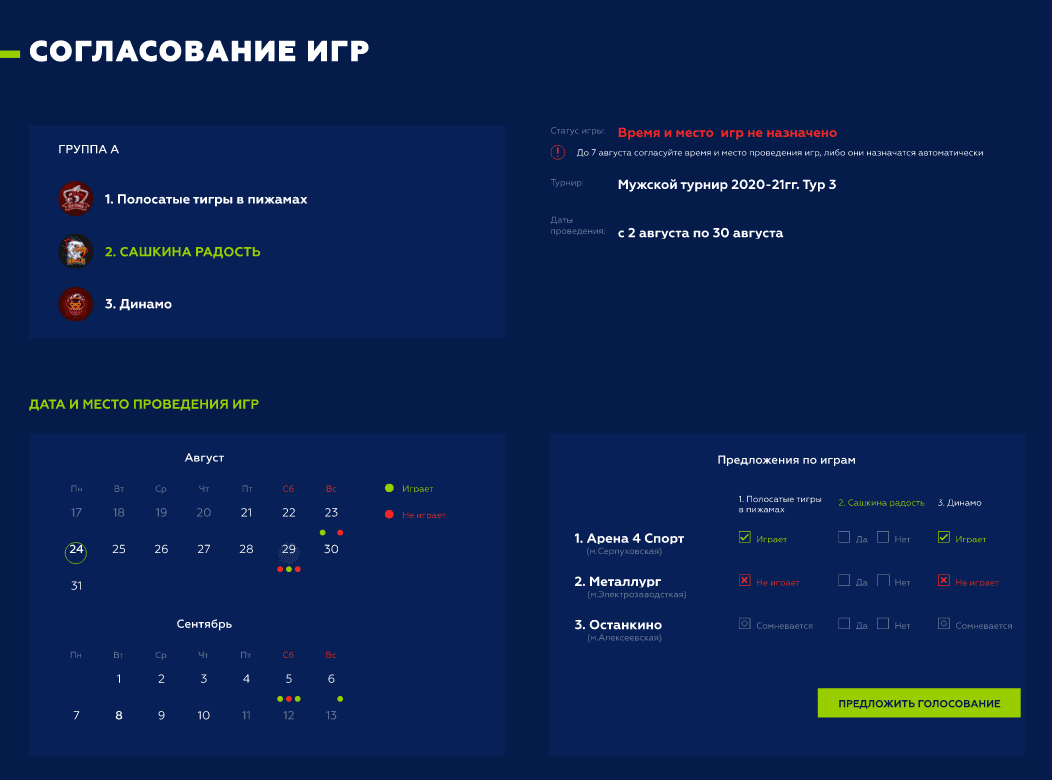 СОГЛАСОВАНИЕ ИГР
ГРУППА А
1. Полосатые тигры в пижамах
2. САШКИНА РАДОСТЬ
3. Динамо
Статус игры: Время и место игр не назначено
До 7 августа согласуйте время и место проведения игр, либо они назначатся автоматически
Турнир: Мужской турнир 2020-21гг. Тур 3
Даты
проведения: с 2 августа по 30 августа
ДАТА И МЕСТО ПРОВЕДЕНИЯ ИГР
Август
Пн Вт Ср Чт Пт Сб Вс
17 18 19 20 21 22 23
24 25 26 27 28 29 30
31
Играет
Не играет
Сентябрь
Пн Вт Ср Чт Пт Сб Вс
1 2 3 4 5 6
7 8 9 10 11 12 13
Предложения по играм
1. Полосатые тигры
в пижамах
2. Сашкина радость
3. Динамо
1. Арена 4 Спорт Играет Да Нет Играет
(м.Серпуховская)
2. Металлург Не играет Да Нет Не играет
(м.Электрозаводсткая)
3. Останкино Сомневается Да Нет Сомневается
(м.Алексеевская)
ПРЕДЛОЖИТЬ ГОЛОСОВАНИЕ